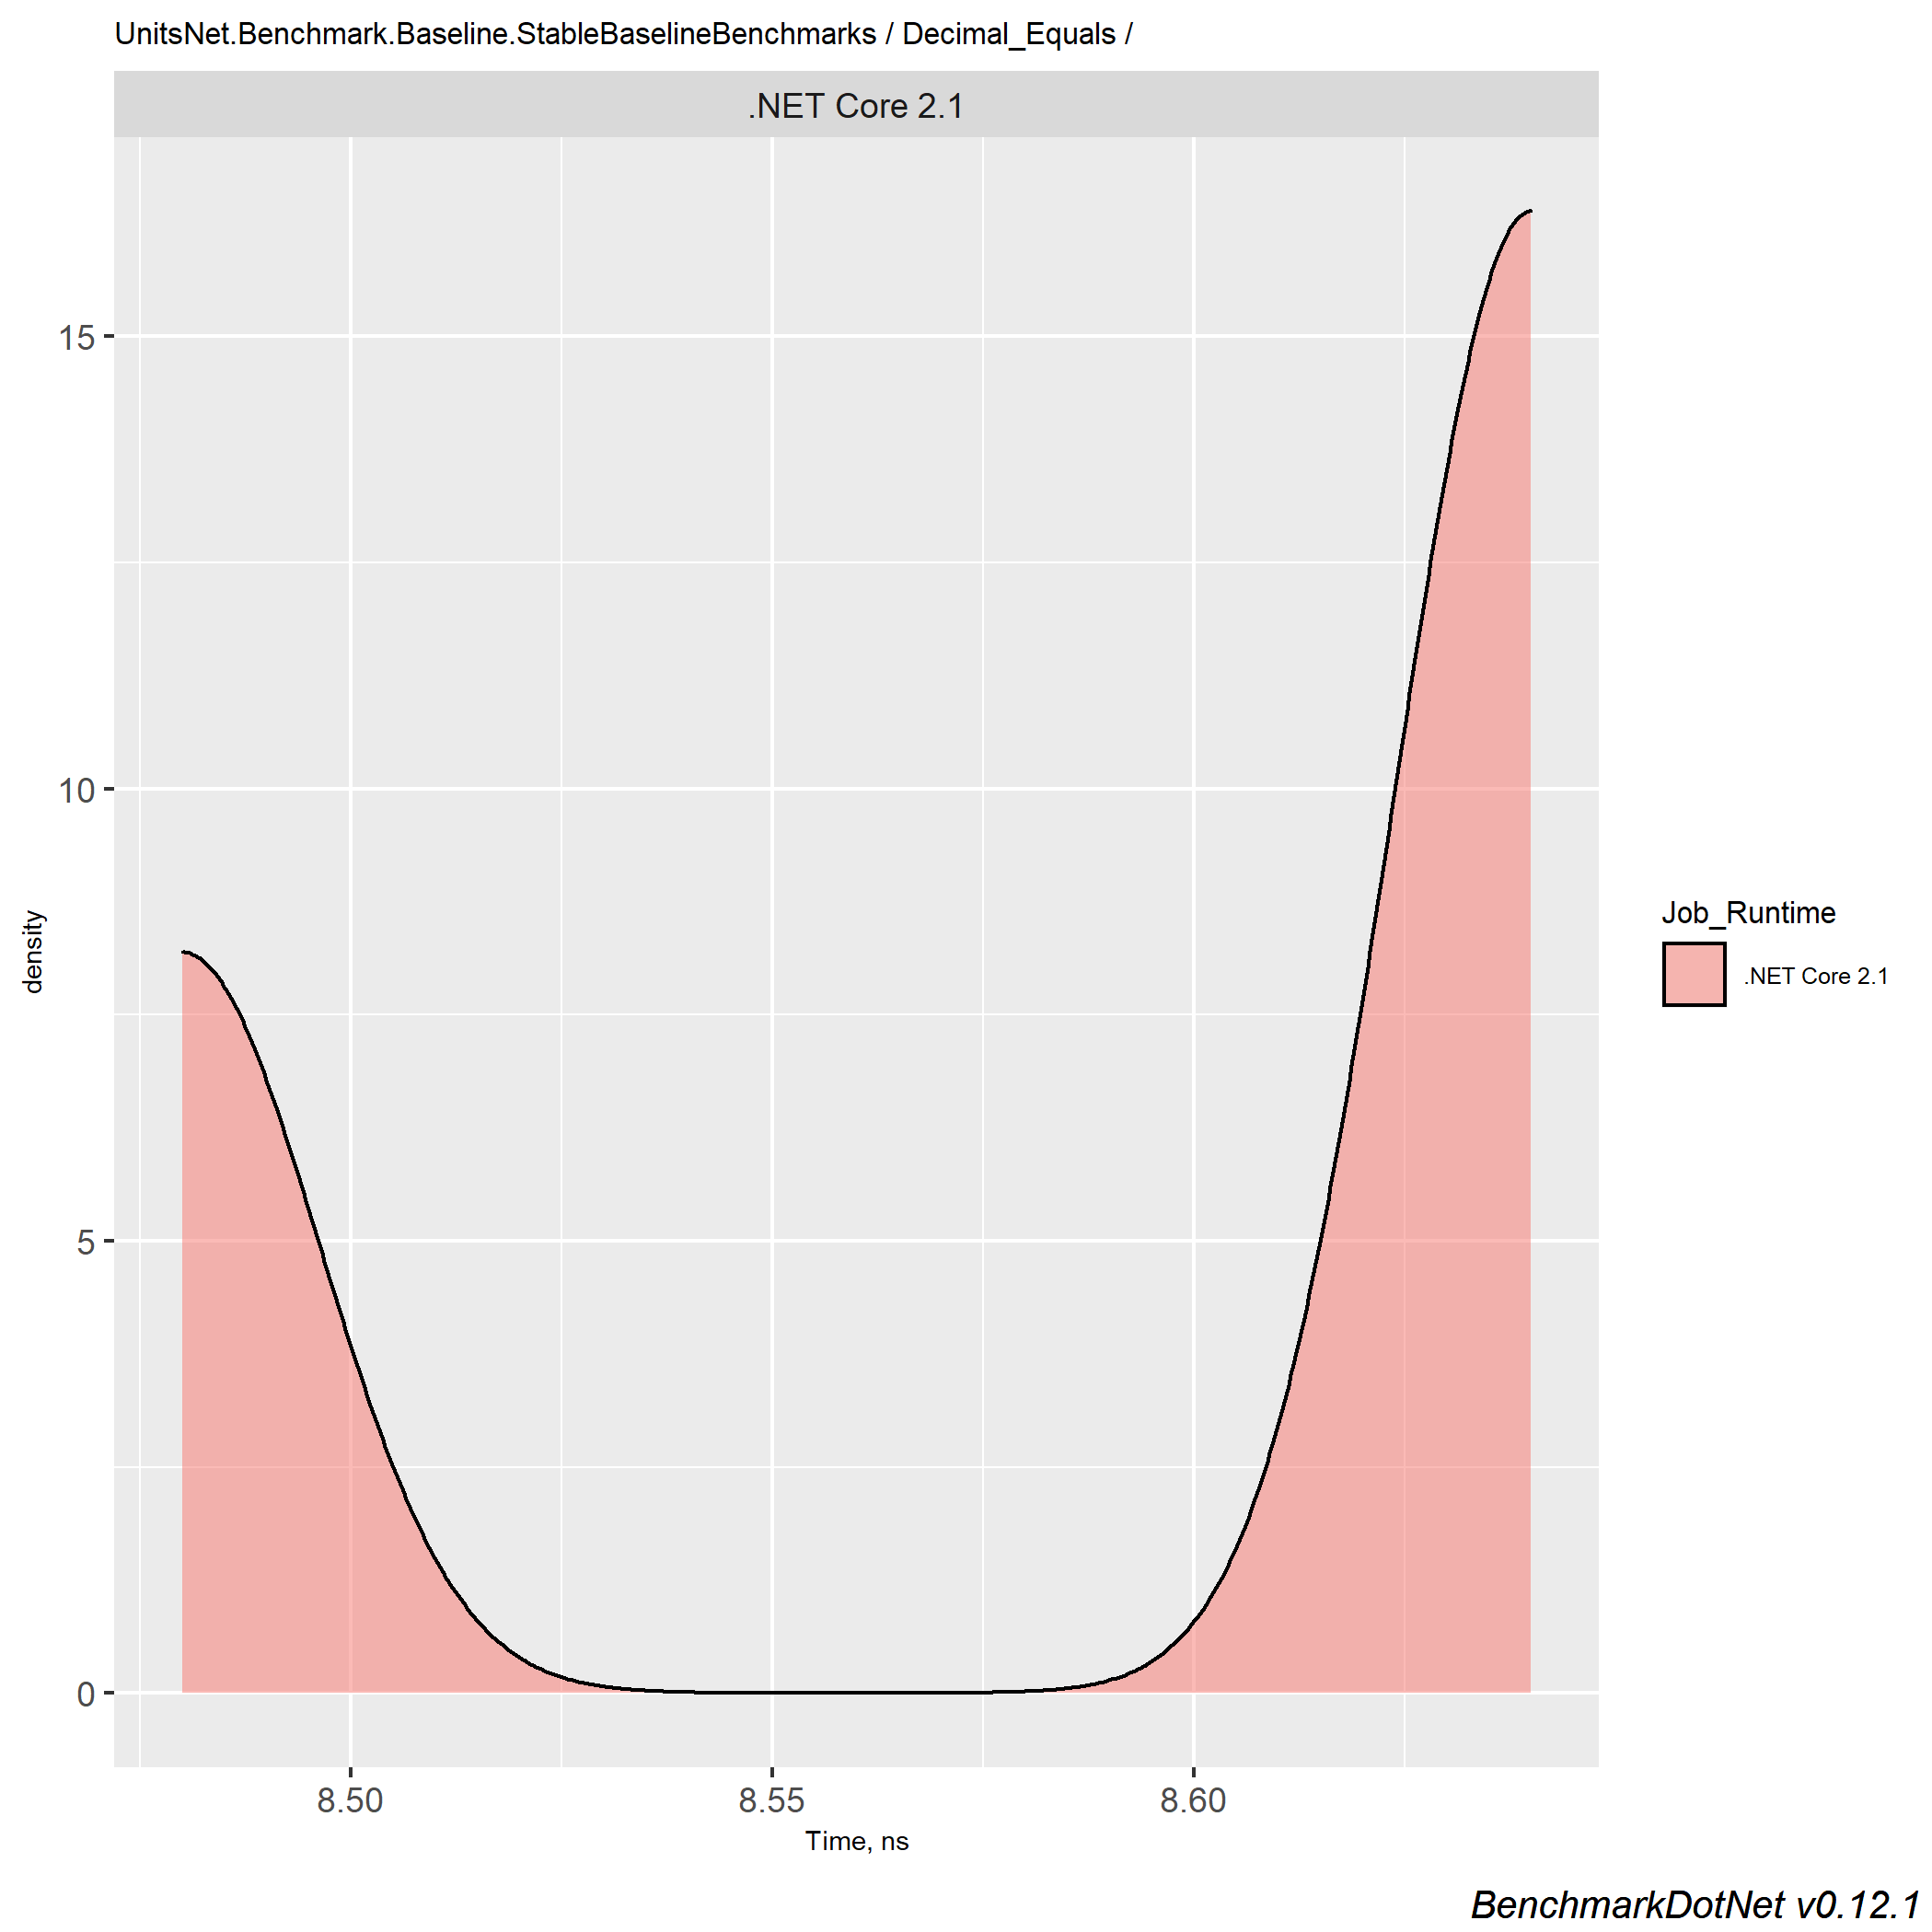 UnitsNet.Benchmark.Baseline.StableBaselineBenchmarks / Decimal_Equals /
.NET Core 2.1
15
10
5
0
density
8.50
8.55
8.60
Time, ns
Job_Runtime
.NET Core 2.1
BenchmarkDotNet v0.12.1